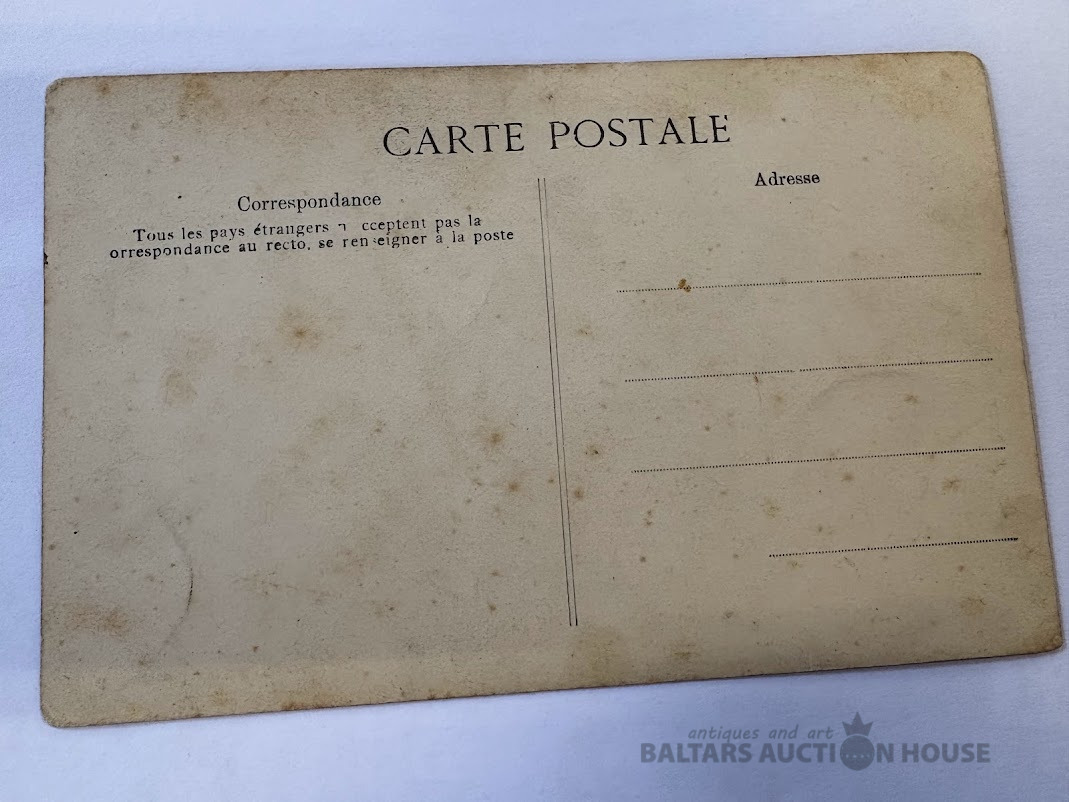 CARTE POSTALE
Correspondance
Tous les pays étrangers cceptent pas la
orrespondance au recto, se renseigner à la poste
Adresse
antiques and art
BALTARS AUCTION HOUSE